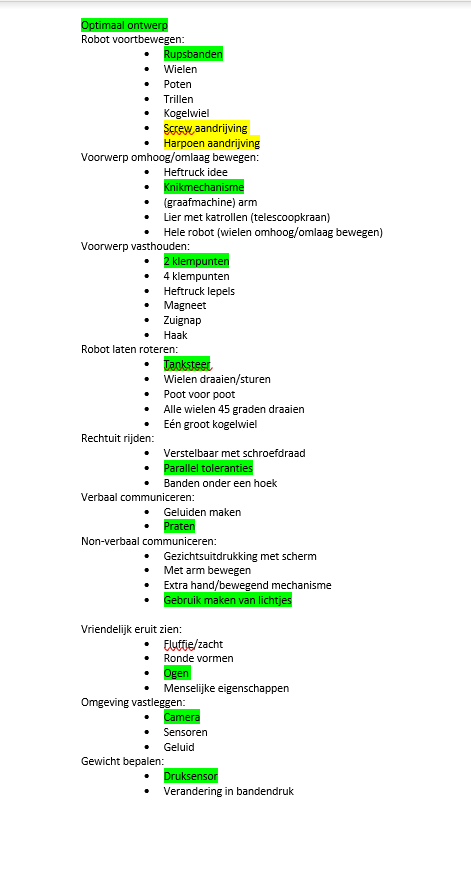 Optimaal ontwerp
Robot voortbewegen:
• Rupsbanden
• Wielen
• Poten
• Trillen
• Kogelwiel
• Screw aandrijving
• Harpoen aandrijving
Voorwerp omhoog/omlaag bewegen:
• Heftruck idee
• Knikmechanisme
• (graafmachine) arm
• Lier met katrollen (telescoopkraan)
• Hele robot (wielen omhoog/omlaag bewegen)
Voorwerp vasthouden:
• 2 klempunten
• 4 klempunten
• Heftruck lepels
• Magneet
• Zuignap
• Haak
Robot laten roteren:
• Tanksteer
• Wielen draaien/sturen
• Poot voor poot
• Alle wielen 45 graden draaien
• Eén groot kogelwiel
Rechtuit rijden:
• Verstelbaar met schroefdraad
• Parallel toleranties
• Banden onder een hoek
Verbaal communiceren:
• Geluiden maken
• Praten
Non-verbaal communiceren:
• Gezichtsuitdrukking met scherm
• Met arm bewegen
• Extra hand/bewegend mechanisme
• Gebruik maken van lichtjes
Vriendelijk eruit zien:
• Fluffie/zacht
• Ronde vormen
• Ogen
• Menselijke eigenschappen
Omgeving vastleggen:
• Camera
• Sensoren
• Geluid
Gewicht bepalen:
• Druksensor
• Verandering in bandendruk